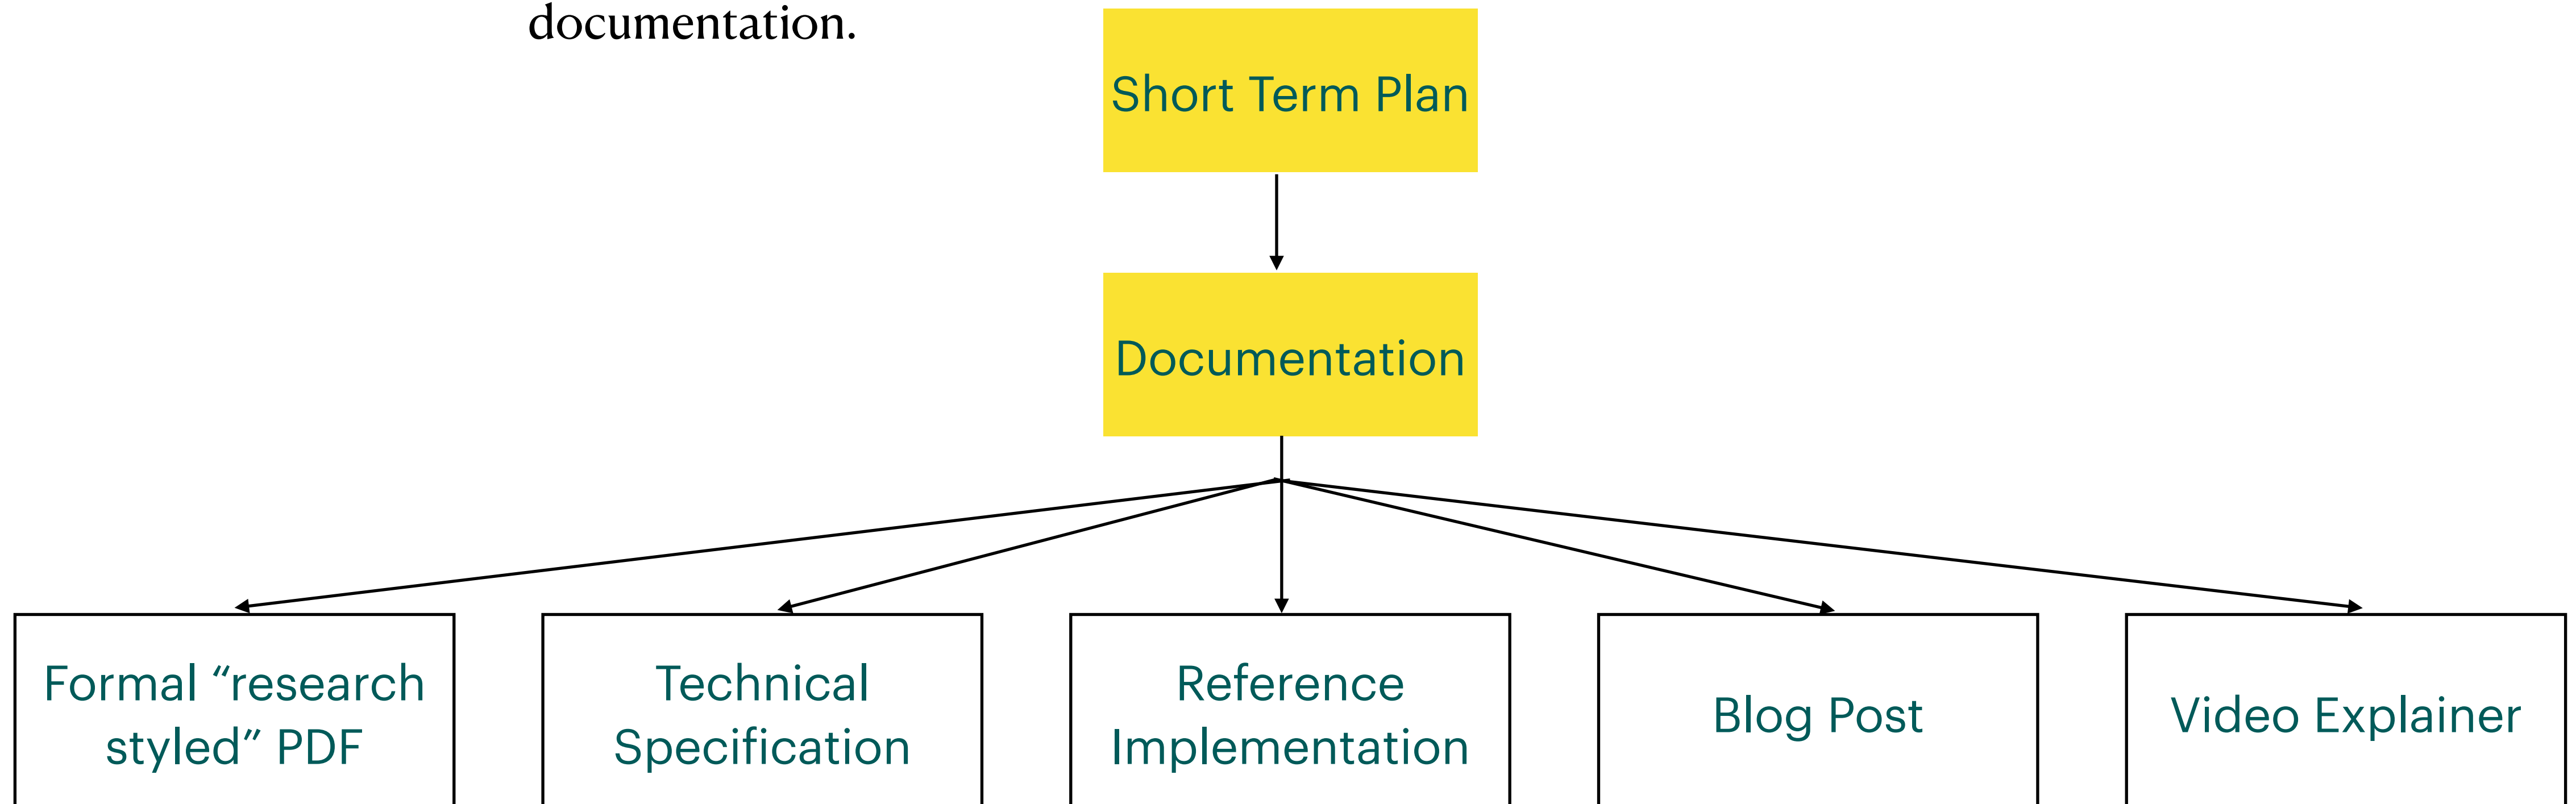 documentation.
Short Term Plan
Documentation
Formal “research
styled” PDF
Technical
Specification
Reference
Implementation
Blog Post
Video Explainer